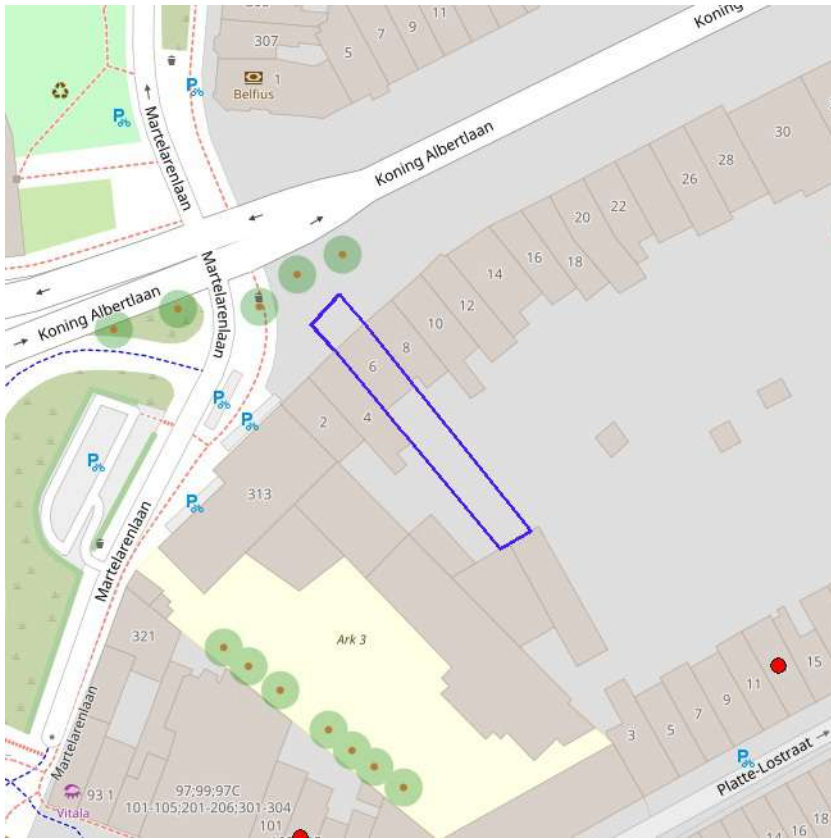 307
5
7
9
11
Koning
1
Belfius
P
P
Martelarenlaan
Koning Albertlaan
30
28
26
22
20
18
16
14
12
10
8
6
4
2
Martelarenlaan
Koning Albertlaan
P
P
P
P
313
Martelarenlaan
Ark 3
321
Martelarenlaan
93 1
Vitala
97;99;97C
101-105;201-206;301-304
101
3
5
7
9
11
15
P
Platte-Lostraat
14
16
18